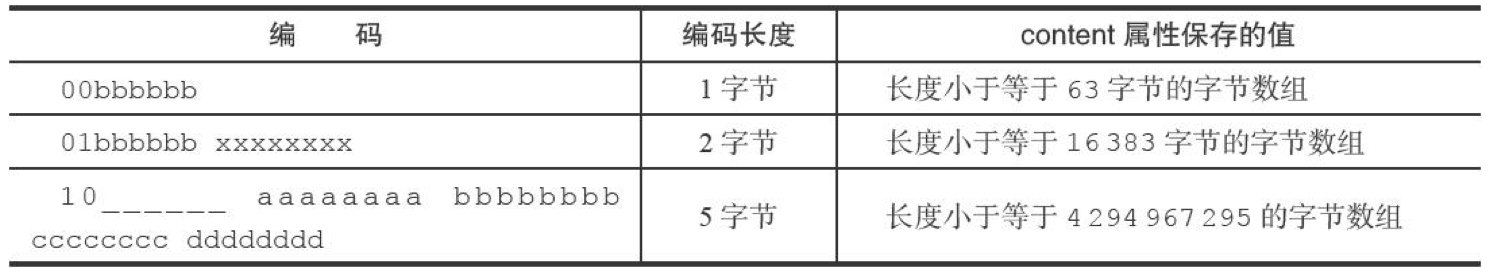 编 码 编码长度 content 属性保存的值
00bbbbbb 1 字节 长度小于等于 63 字节的字节数组
01bbbbbb xxxxxxxx 2 字节 长度小于等于 16 383 字节的字节数组
10______ aaaaaaaa bbbbbbbb
cccccccc dddddddd 5 字节 长度小于等于 4 294 967 295 的字节数组